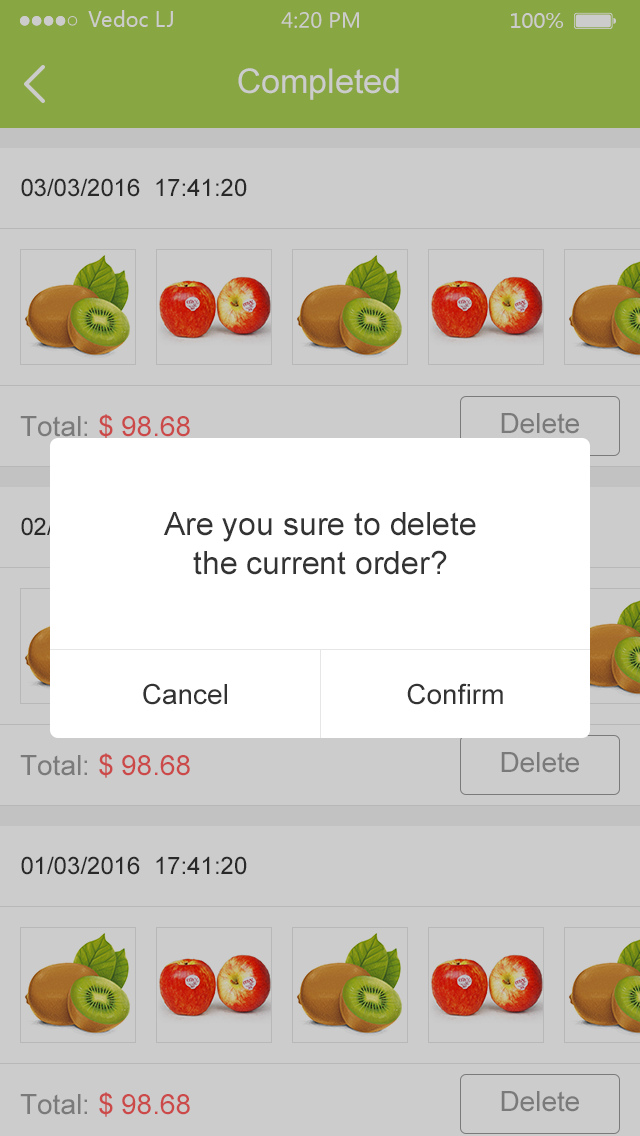 Vedoc LJ 4:20 PM 100%
Completed
03/03/2016 17:41:20
Total: $ 98.68 Delete
02/
Are you sure to delete
the current order?
Cancel Confirm
Total: $ 98.68 Delete
01/03/2016 17:41:20
Total: $ 98.68 Delete